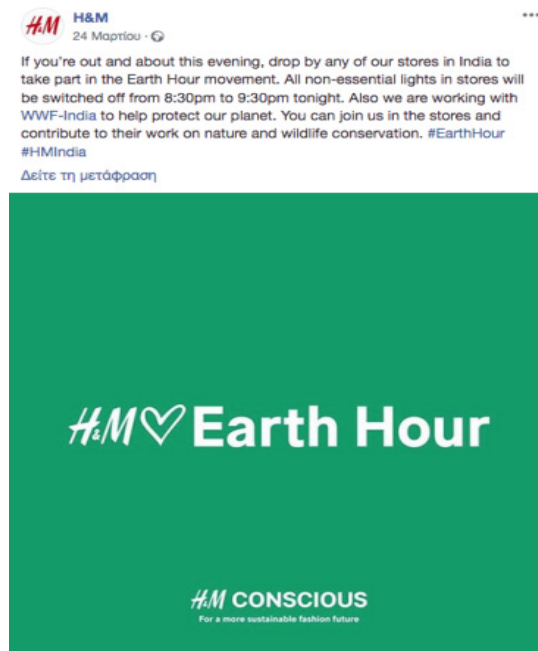 H&M
H&M
24 Μαρτίου ·
If you're out and about this evening, drop by any of our stores in India to
take part in the Earth Hour movement. All non-essential lights in stores will
be switched off from 8:30pm to 9:30pm tonight. Also we are working with
WWF-India to help protect our planet. You can join us in the stores and
contribute to their work on nature and wildlife conservation. #EarthHour
#HMIndia
Δείτε τη μετάφραση
H&M Earth Hour
H&M CONSCIOUS
For a more sustainable fashion future